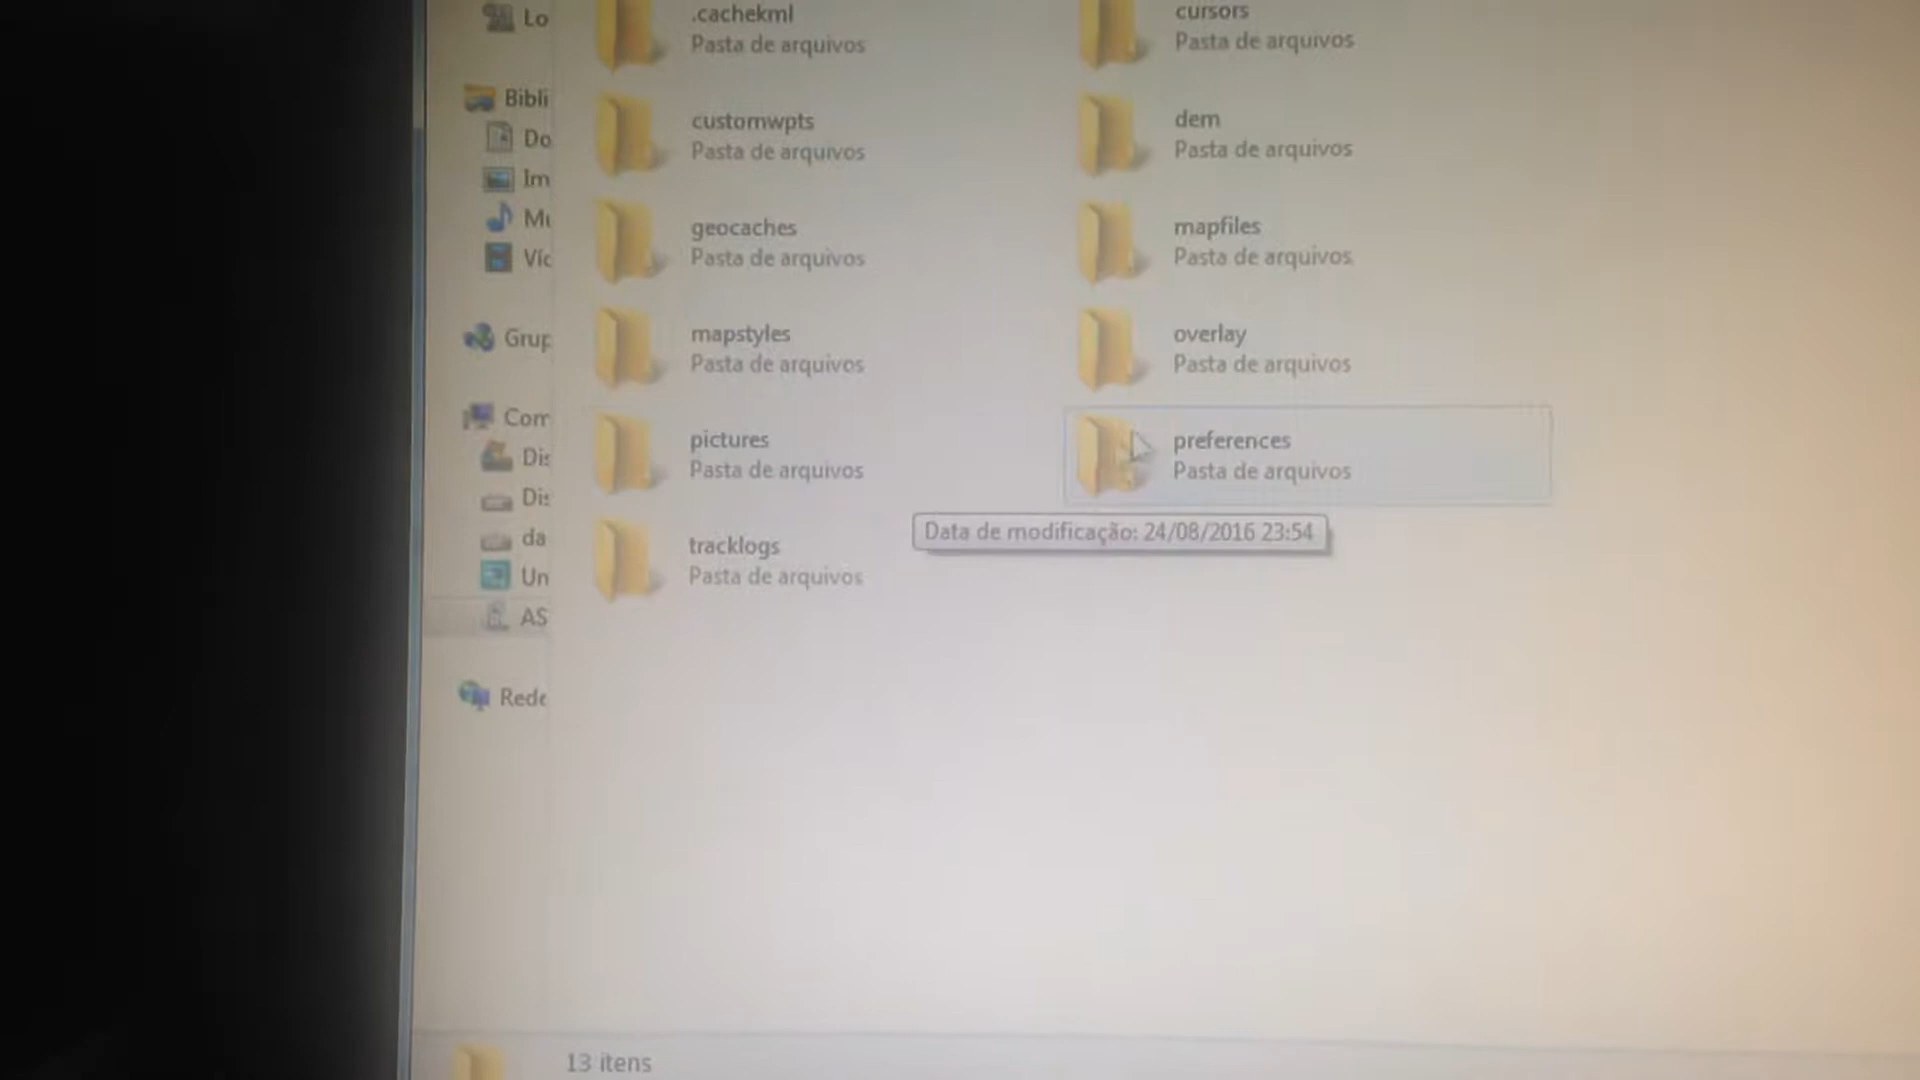 Lo
Bibli
Do
Im
Mu
Víc
Grup
Com
Dis
Dis
da
Un
AS
Rede
.cachekml
Pasta de arquivos
cursors
Pasta de arquivos
customwpts
Pasta de arquivos
dem
Pasta de arquivos
geocaches
Pasta de arquivos
mapfiles
Pasta de arquivos
mapstyles
Pasta de arquivos
overlay
Pasta de arquivos
pictures
Pasta de arquivos
preferences
Pasta de arquivos
tracklogs
Pasta de arquivos
Data de modificação: 24/08/2016 23:54
13 itens